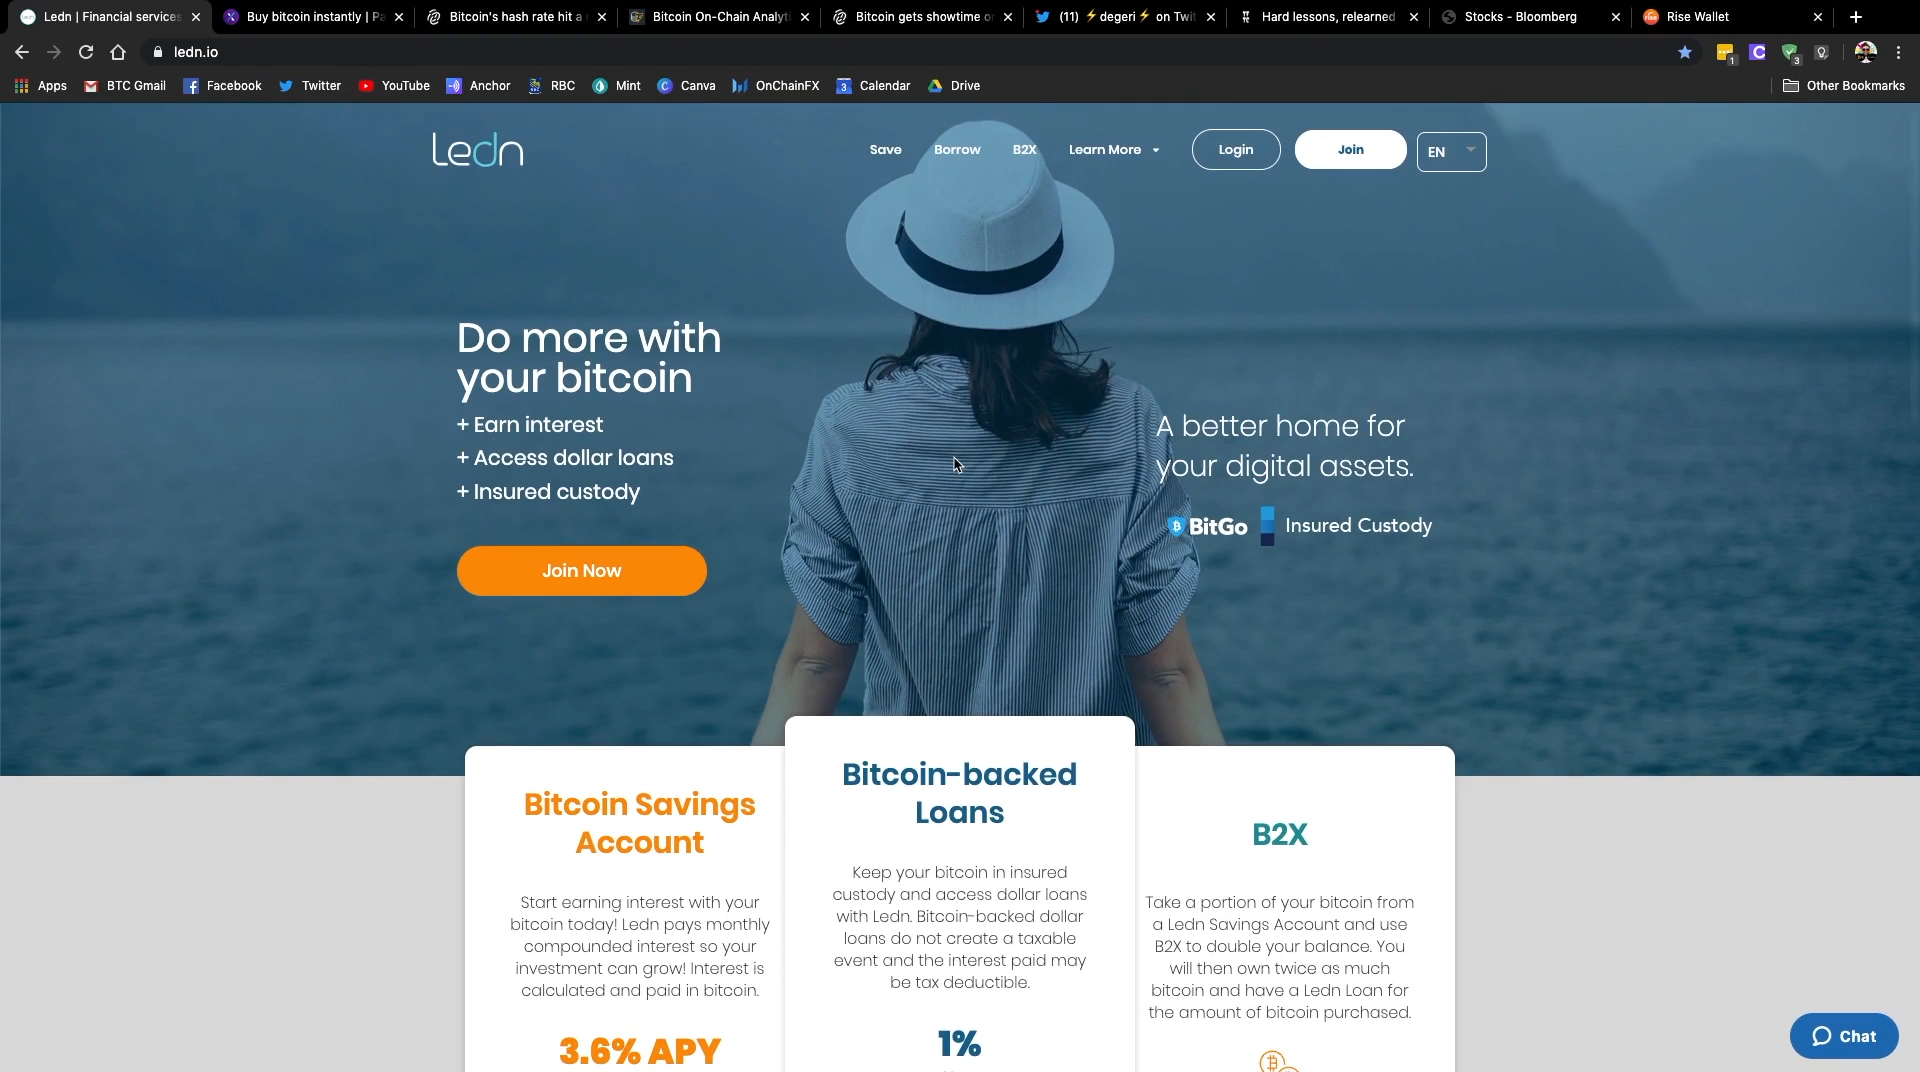 Ledn | Financial services
Buy bitcoin instantly | Pa
Bitcoin's hash rate hit a n
Bitcoin On-Chain Analyti
Bitcoin gets showtime on
(11) ⚡degeri⚡ on Twit
Hard lessons, relearned
Stocks - Bloomberg
Rise Wallet
ledn.io
1
3
Apps
BTC Gmail
Facebook
Twitter
YouTube
Anchor
RBC
Mint
Canva
OnChainFX
3
Calendar
Drive
Other Bookmarks
Ledn
Save
Borrow
B2X
Learn More
Login
Join
EN
Do more with
your bitcoin
+ Earn interest
+ Access dollar loans
+ Insured custody
Join Now
A better home for
your digital assets.
BitGo
Insured Custody
Bitcoin Savings
Account
Start earning interest with your
bitcoin today! Ledn pays monthly
compounded interest so your
investment can grow! Interest is
calculated and paid in bitcoin.
3.6% APY
Bitcoin-backed
Loans
Keep your bitcoin in insured
custody and access dollar loans
with Ledn. Bitcoin-backed dollar
loans do not create a taxable
event and the interest paid may
be tax deductible.
1%
B2X
Take a portion of your bitcoin from
a Ledn Savings Account and use
B2X to double your balance. You
will then own twice as much
bitcoin and have a Ledn Loan for
the amount of bitcoin purchased.
Chat